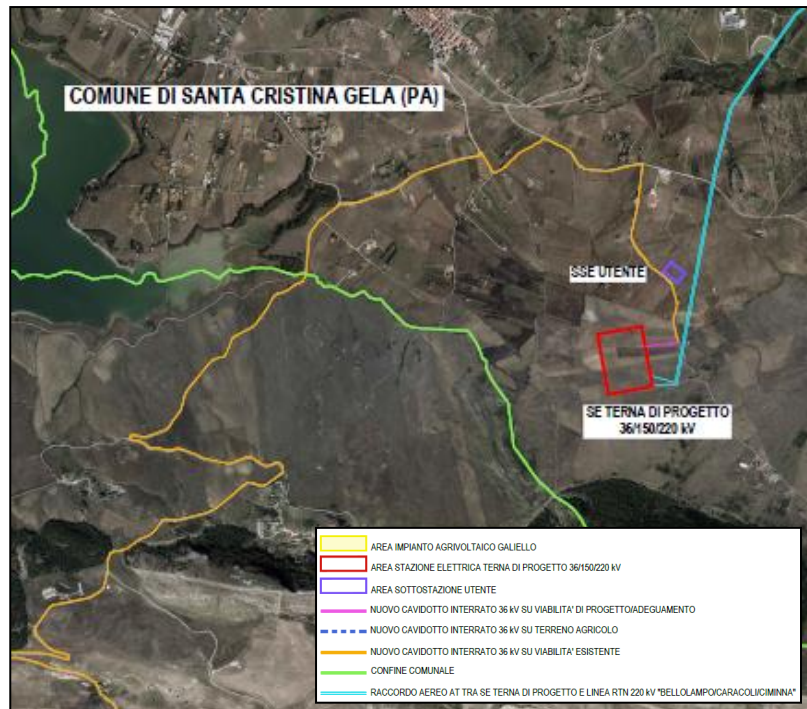 COMUNE DI SANTA CRISTINA GELA (PA)
SSE UTENTE
SE TERNA DI PROGETTO
36/150/220 kV
AREA IMPIANTO AGRIVOLTAICO GALIELLO
AREA STAZIONE ELETTRICA TERNA DI PROGETTO 36/150/220 kV
AREA SOTTOSTAZIONE UTENTE
NUOVO CAVIDOTTO INTERRATO 36 kV SU VIABILITA' DI PROGETTO/ADEGUAMENTO
NUOVO CAVIDOTTO INTERRATO 36 kV SU TERRENO AGRICOLO
NUOVO CAVIDOTTO INTERRATO 36 kV SU VIABILITA' ESISTENTE
CONFINE COMUNALE
RACCORDO AEREO AT TRA SE TERNA DI PROGETTO E LINEA RTN 220 kV "BELLOLAMPO/CARACOLI/CIMINNA"